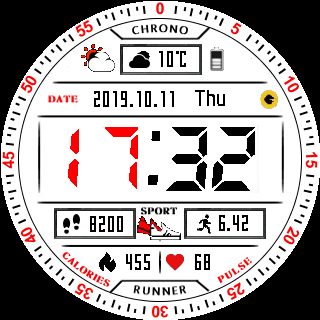 0
55 5
CHRONO
10°C
50 10
DATE 2019.10.11 Thu
17:32
45 15
SPORT
8200 6.42
40 20
455 68
CALORIES PULSE
35 25
RUNNER
30